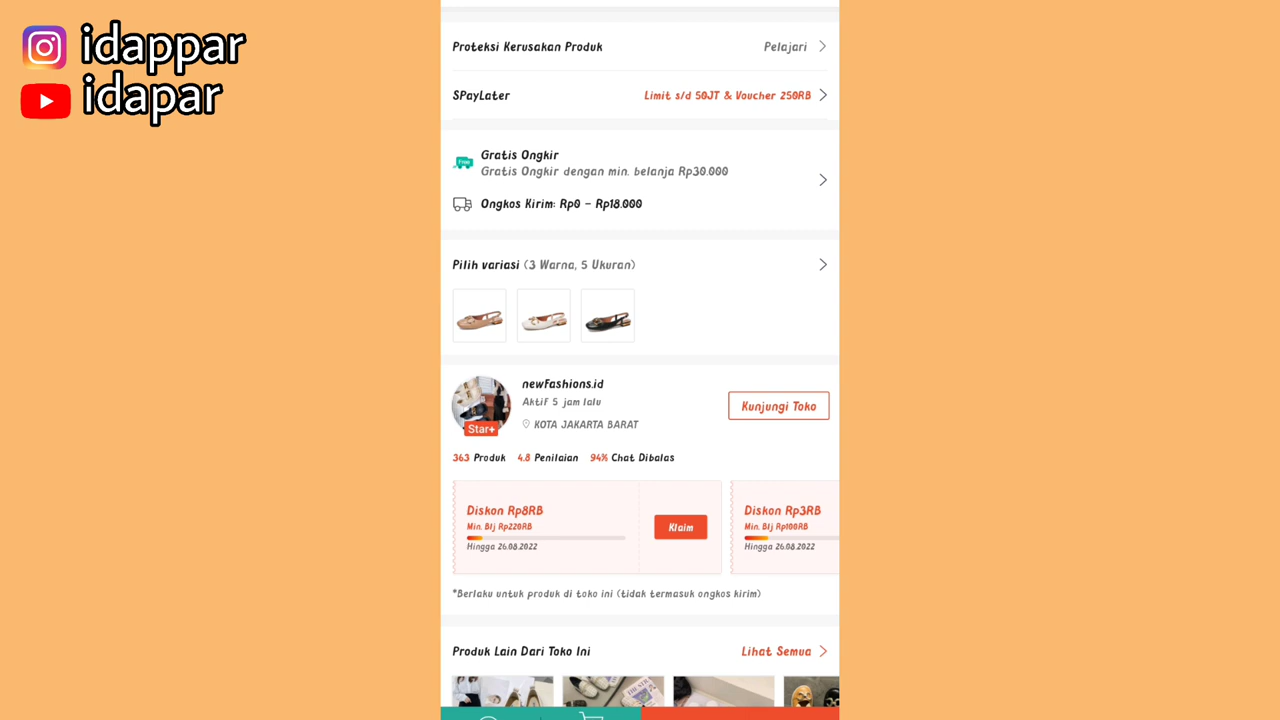 idappar
idapar
Proteksi Kerusakan Produk
Pelajari
SPayLater
Limit s/d 50JT & Voucher 250RB
Gratis Ongkir
Gratis Ongkir dengan min. belanja Rp30.000
Ongkos Kirim: Rp0 - Rp18.000
Pilih variasi (3 Warna, 5 Ukuran)
newfashions.id
Aktif 5 jam lalu
KOTA JAKARTA BARAT
Star+
Kunjungi Toko
363 Produk 4.8 Penilaian 94% Chat Dibalas
Diskon Rp8RB
Min. Blj Rp220RB
Hingga 26.08.2022
Klaim
Diskon Rp3RB
Min. Blj Rp100RB
Hingga 26.08.2022
*Berlaku untuk produk di toko ini (tidak termasuk ongkos kirim)
Produk Lain Dari Toko Ini
Lihat Semua